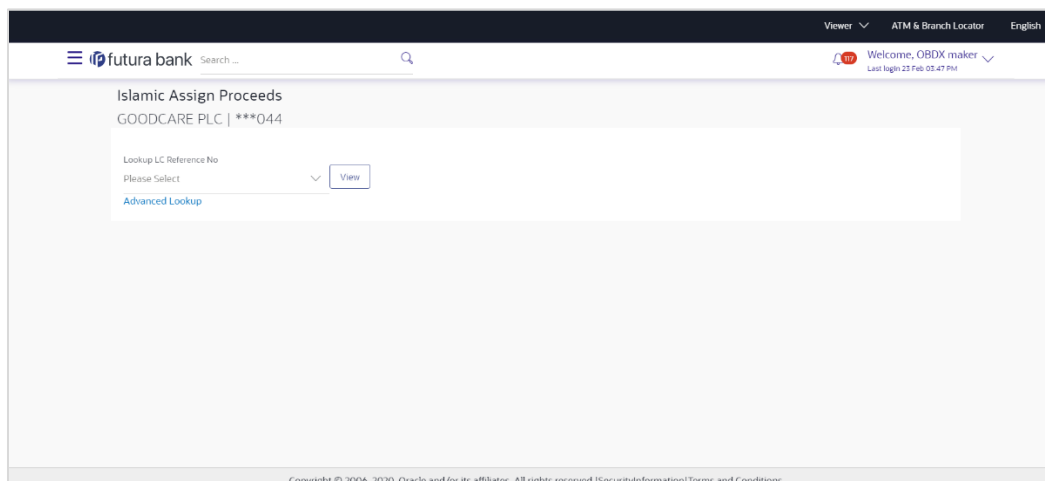 Viewer ATM & Branch Locator English
futura bank Search ... 117 Welcome, OBDX maker
Last login 23 Feb 03:47 PM
Islamic Assign Proceeds
GOODCARE PLC | ***044
Lookup LC Reference No
Please Select View
Advanced Lookup
Copyright © 2006, 2020, Oracle and/or its affiliates. All rights reserved.|SecurityInformation|Terms and Conditions